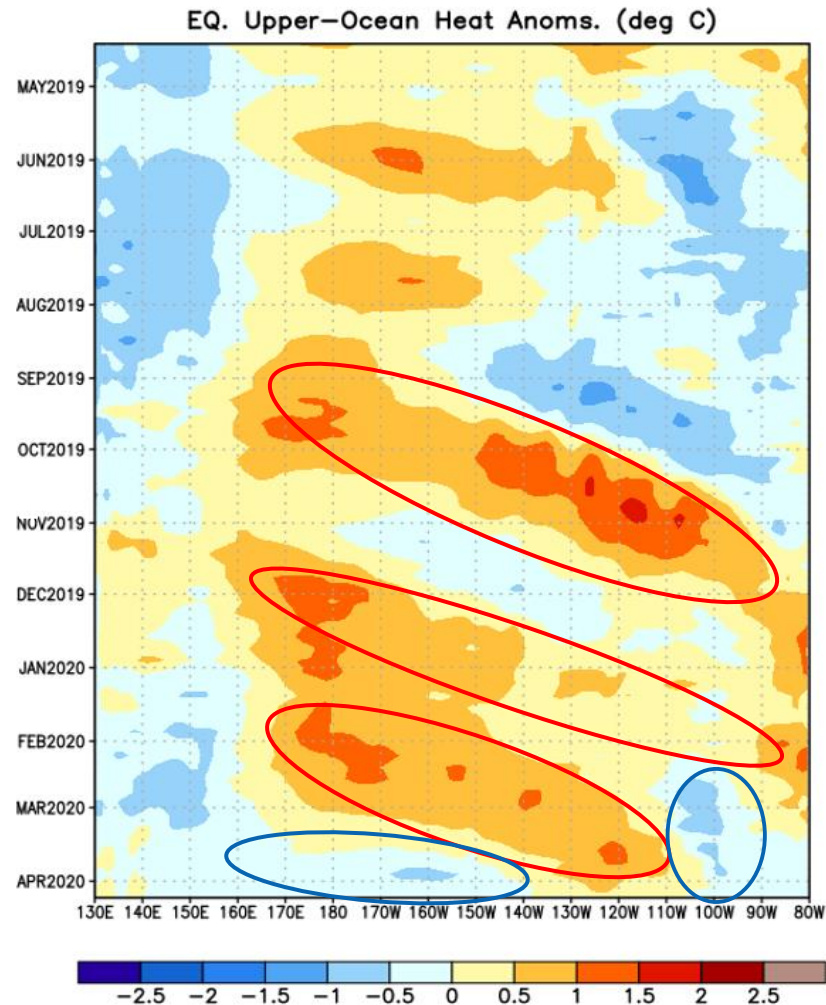 EQ. Upper-Ocean Heat Anoms. (deg C)
MAY2019
JUN2019
JUL2019
AUG2019
SEP2019
OCT2019
NOV2019
DEC2019
JAN2020
FEB2020
MAR2020
APR2020
130E 140E 150E 160E 170E 180 170W 160W 150W 140W 130W 120W 110W 100W 90W 80W
-2.5 -2 -1.5 -1 -0.5 0 0.5 1 1.5 2 2.5